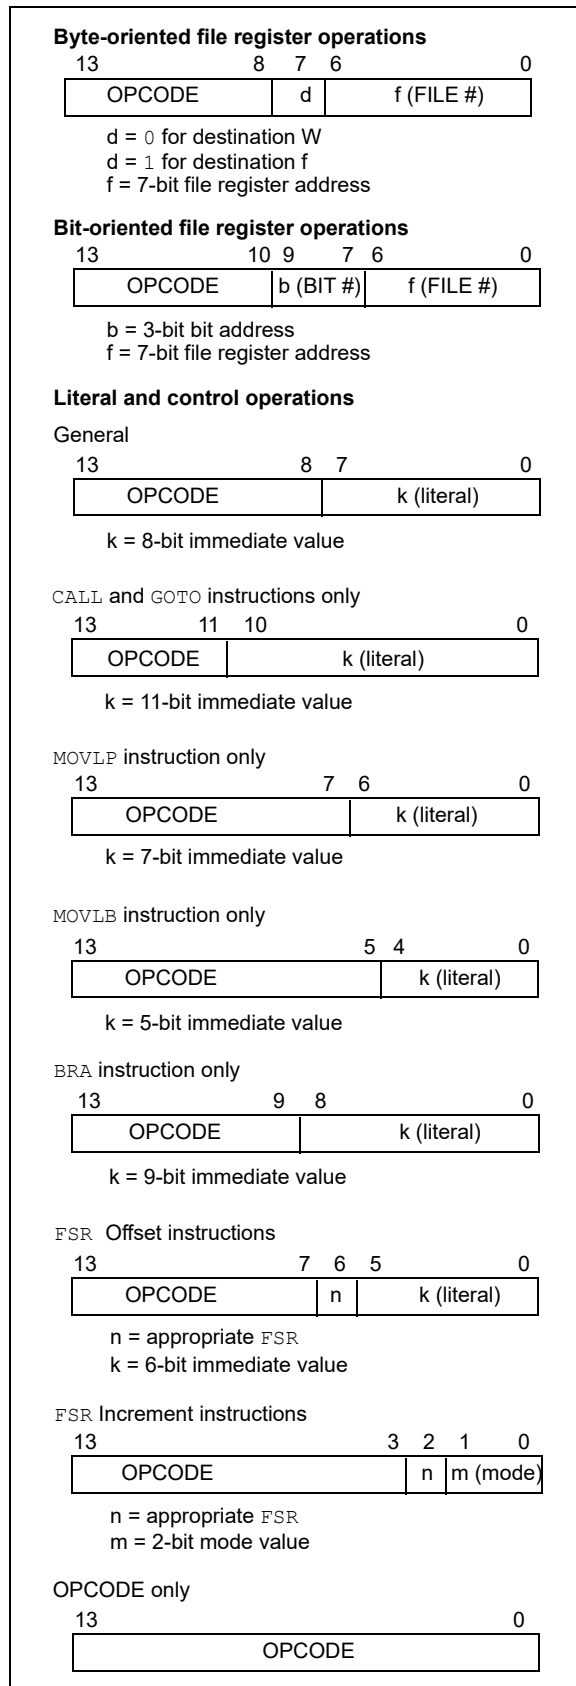 Byte-oriented file register operations
13 8 7 6 0
OPCODE d f (FILE #)
d = 0 for destination W
d = 1 for destination f
f = 7-bit file register address
Bit-oriented file register operations
13 10 9 7 6 0
OPCODE b (BIT #) f (FILE #)
b = 3-bit bit address
f = 7-bit file register address
Literal and control operations
General
13 8 7 0
OPCODE k (literal)
k = 8-bit immediate value
CALL and GOTO instructions only
13 11 10 0
OPCODE k (literal)
k = 11-bit immediate value
MOVLP instruction only
13 7 6 0
OPCODE k (literal)
k = 7-bit immediate value
MOVLB instruction only
13 5 4 0
OPCODE k (literal)
k = 5-bit immediate value
BRA instruction only
13 9 8 0
OPCODE k (literal)
k = 9-bit immediate value
FSR Offset instructions
13 7 6 5 0
OPCODE n k (literal)
n = appropriate FSR
k = 6-bit immediate value
FSR Increment instructions
13 3 2 1 0
OPCODE n m (mode)
n = appropriate FSR
m = 2-bit mode value
OPCODE only
13 0
OPCODE